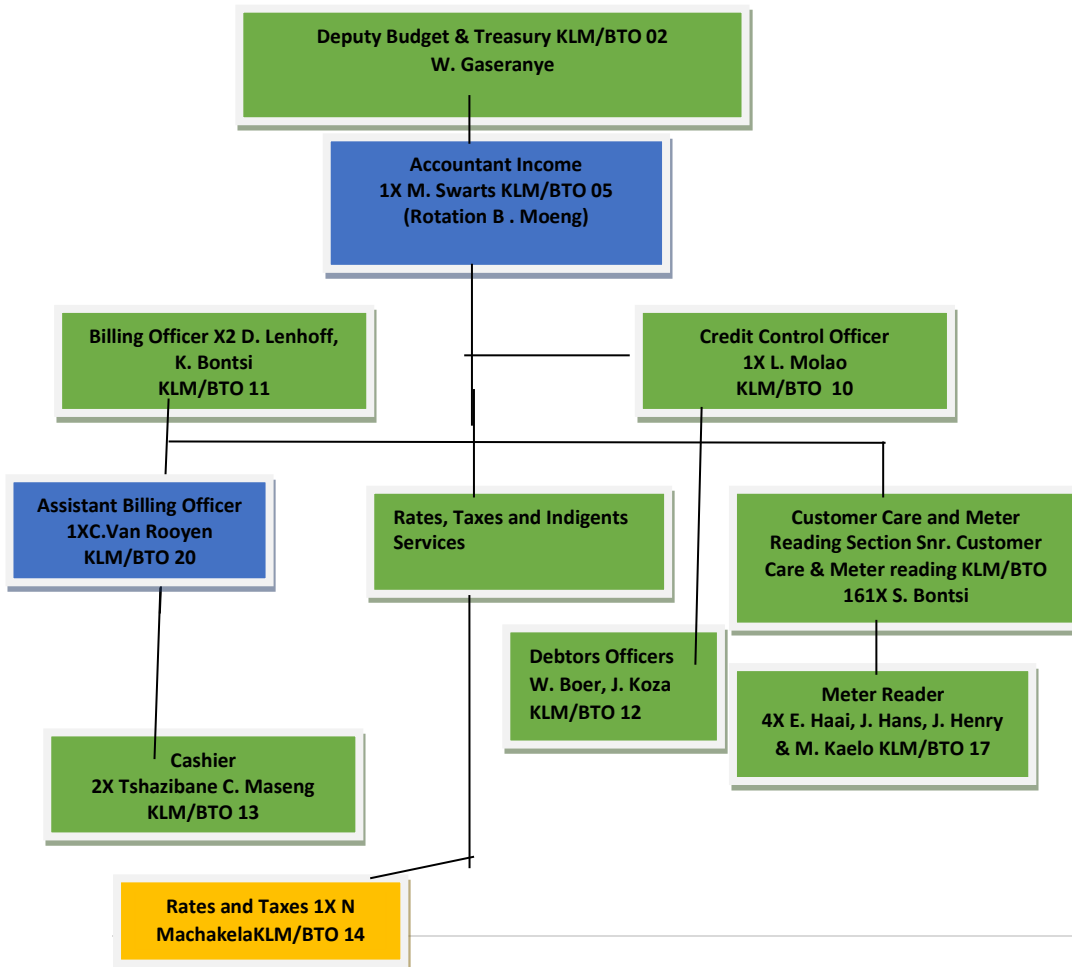 Deputy Budget & Treasury KLM/BTO 02
W. Gaseranye
Accountant Income
1X M. Swarts KLM/BTO 05
(Rotation B . Moeng)
Billing Officer X2 D. Lenhoff,
K. Bontsi
KLM/BTO 11
Credit Control Officer
1X L. Molao
KLM/BTO  10
Assistant Billing Officer
1XC.Van Rooyen
KLM/BTO 20
Rates, Taxes and Indigents
Services
Customer Care and Meter
Reading Section Snr. Customer
Care & Meter reading KLM/BTO
161X S. Bontsi
Debtors Officers
W. Boer, J. Koza
KLM/BTO 12
Meter Reader
4X E. Haai, J. Hans, J. Henry
& M. Kaelo KLM/BTO 17
Cashier
2X Tshazibane C. Maseng
KLM/BTO 13
Rates and Taxes 1X N
MachakelaKLM/BTO 14